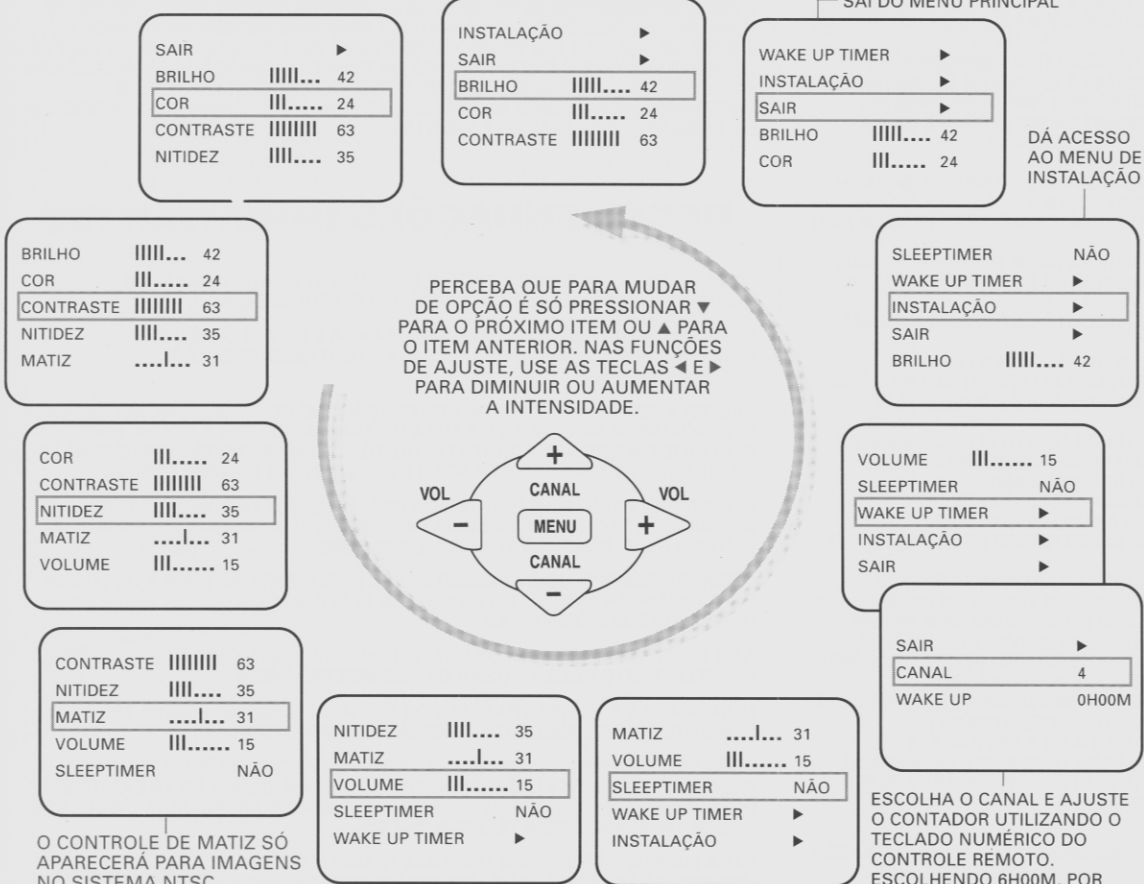 SAI DO MENU PRINCIPAL
SAIR ▶
BRILHO 42
COR 24
CONTRASTE 63
NITIDEZ 35
INSTALAÇÃO ▶
SAIR ▶
BRILHO 42
COR 24
CONTRASTE 63
WAKE UP TIMER ▶
INSTALAÇÃO ▶
SAIR ▶
BRILHO 42
COR 24
DÁ ACESSO
AO MENU DE
INSTALAÇÃO
BRILHO 42
COR 24
CONTRASTE 63
NITIDEZ 35
MATIZ 31
PERCEBA QUE PARA MUDAR
DE OPÇÃO É SÓ PRESSIONAR ▼
PARA O PRÓXIMO ITEM OU ▲ PARA
O ITEM ANTERIOR. NAS FUNÇÕES
DE AJUSTE, USE AS TECLAS ◀ E ▶
PARA DIMINUIR OU AUMENTAR
A INTENSIDADE.
SLEEPTIMER NÃO
WAKE UP TIMER ▶
INSTALAÇÃO ▶
SAIR ▶
BRILHO 42
COR 24
CONTRASTE 63
NITIDEZ 35
MATIZ 31
VOLUME 15
+
VOL CANAL VOL
- MENU +
CANAL
-
VOLUME 15
SLEEPTIMER NÃO
WAKE UP TIMER ▶
INSTALAÇÃO ▶
SAIR ▶
SAIR ▶
CANAL 4
WAKE UP 0H00M
CONTRASTE 63
NITIDEZ 35
MATIZ 31
VOLUME 15
SLEEPTIMER NÃO
NITIDEZ 35
MATIZ 31
VOLUME 15
SLEEPTIMER NÃO
WAKE UP TIMER ▶
MATIZ 31
VOLUME 15
SLEEPTIMER NÃO
WAKE UP TIMER ▶
INSTALAÇÃO ▶
O CONTROLE DE MATIZ SÓ
APARECERÁ PARA IMAGENS
NO SISTEMA NTSC
ESCOLHA O CANAL E AJUSTE
O CONTADOR UTILIZANDO O
TECLADO NUMÉRICO DO
CONTROLE REMOTO.
ESCOLHENDO 6H00M, POR